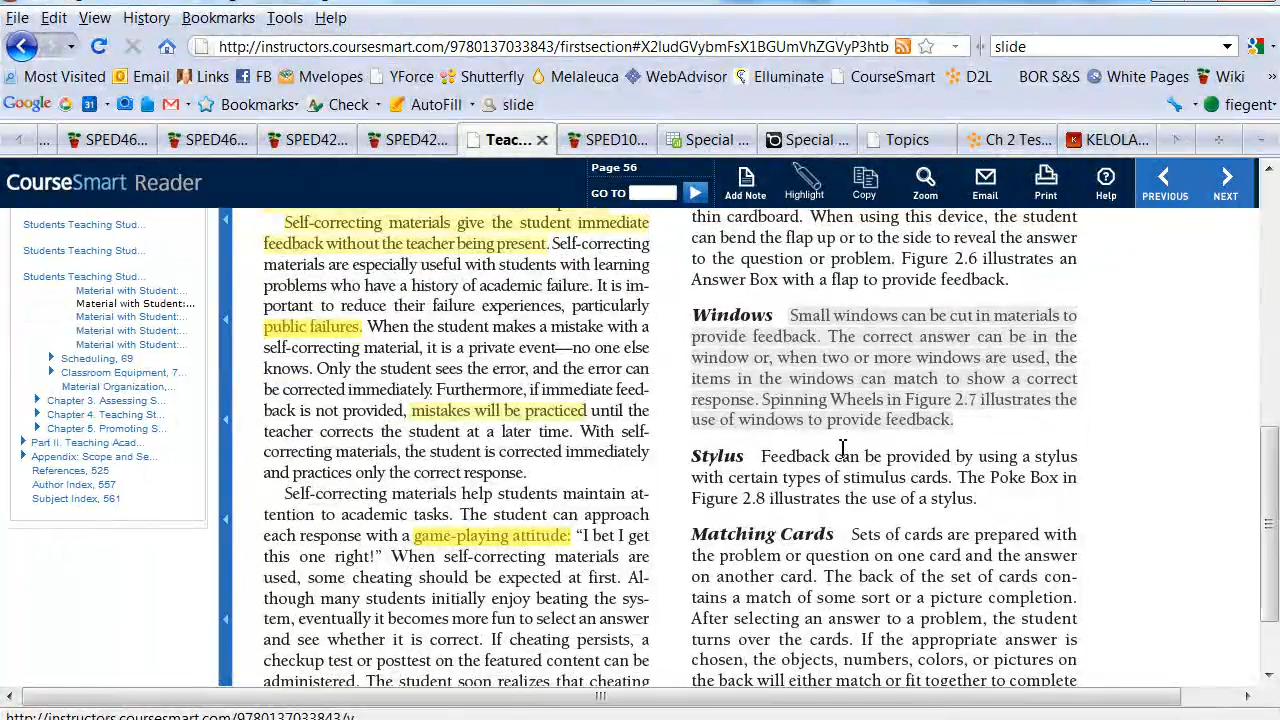 File Edit View History Bookmarks Tools Help
http://instructors.coursesmart.com/9780137033843/firstsection#X2ludGVybmFsX1BGUmVhZGVyP3htb
slide
Most Visited Email Links FB Mvelopes YForce Shutterfly Melaleuca WebAdvisor Elluminate CourseSmart D2L BOR S&S White Pages Wiki »
Google 31 Bookmarks Check AutoFill slide fiegent
... SPED46... SPED46... SPED42... SPED42... Teac... SPED10... Special ... Special ... Topics Ch 2 Tes... KELOLA...
CourseSmart Reader
Page 56
GO TO
Add Note Highlight Copy Zoom Email Print Help PREVIOUS NEXT
Students Teaching Stud...
Students Teaching Stud...
Students Teaching Stud...
Material with Student:...
Material with Student:...
Material with Student:...
Material with Student:...
Material with Student:...
Scheduling, 69
Classroom Equipment, 7...
Material Organization,...
Chapter 3. Assessing S...
Chapter 4. Teaching St...
Chapter 5. Promoting S...
Part II. Teaching Acad...
Appendix: Scope and Se...
References, 525
Author Index, 557
Subject Index, 561
Self-correcting materials give the student immediate
feedback without the teacher being present. Self-correcting
materials are especially useful with students with learning
problems who have a history of academic failure. It is im-
portant to reduce their failure experiences, particularly
public failures. When the student makes a mistake with a
self-correcting material, it is a private event—no one else
knows. Only the student sees the error, and the error can
be corrected immediately. Furthermore, if immediate feed-
back is not provided, mistakes will be practiced until the
teacher corrects the student at a later time. With self-
correcting materials, the student is corrected immediately
and practices only the correct response.
Self-correcting materials help students maintain at-
tention to academic tasks. The student can approach
each response with a game-playing attitude: “I bet I get
this one right!” When self-correcting materials are
used, some cheating should be expected at first. Al-
though many students initially enjoy beating the sys-
tem, eventually it becomes more fun to select an answer
and see whether it is correct. If cheating persists, a
checkup test or posttest on the featured content can be
administered. The student soon realizes that cheating
thin cardboard. When using this device, the student
can bend the flap up or to the side to reveal the answer
to the question or problem. Figure 2.6 illustrates an
Answer Box with a flap to provide feedback.
Windows Small windows can be cut in materials to
provide feedback. The correct answer can be in the
window or, when two or more windows are used, the
items in the windows can match to show a correct
response. Spinning Wheels in Figure 2.7 illustrates the
use of windows to provide feedback.
Stylus Feedback can be provided by using a stylus
with certain types of stimulus cards. The Poke Box in
Figure 2.8 illustrates the use of a stylus.
Matching Cards Sets of cards are prepared with
the problem or question on one card and the answer
on another card. The back of the set of cards con-
tains a match of some sort or a picture completion.
After selecting an answer to a problem, the student
turns over the cards. If the appropriate answer is
chosen, the objects, numbers, colors, or pictures on
the back will either match or fit together to complete